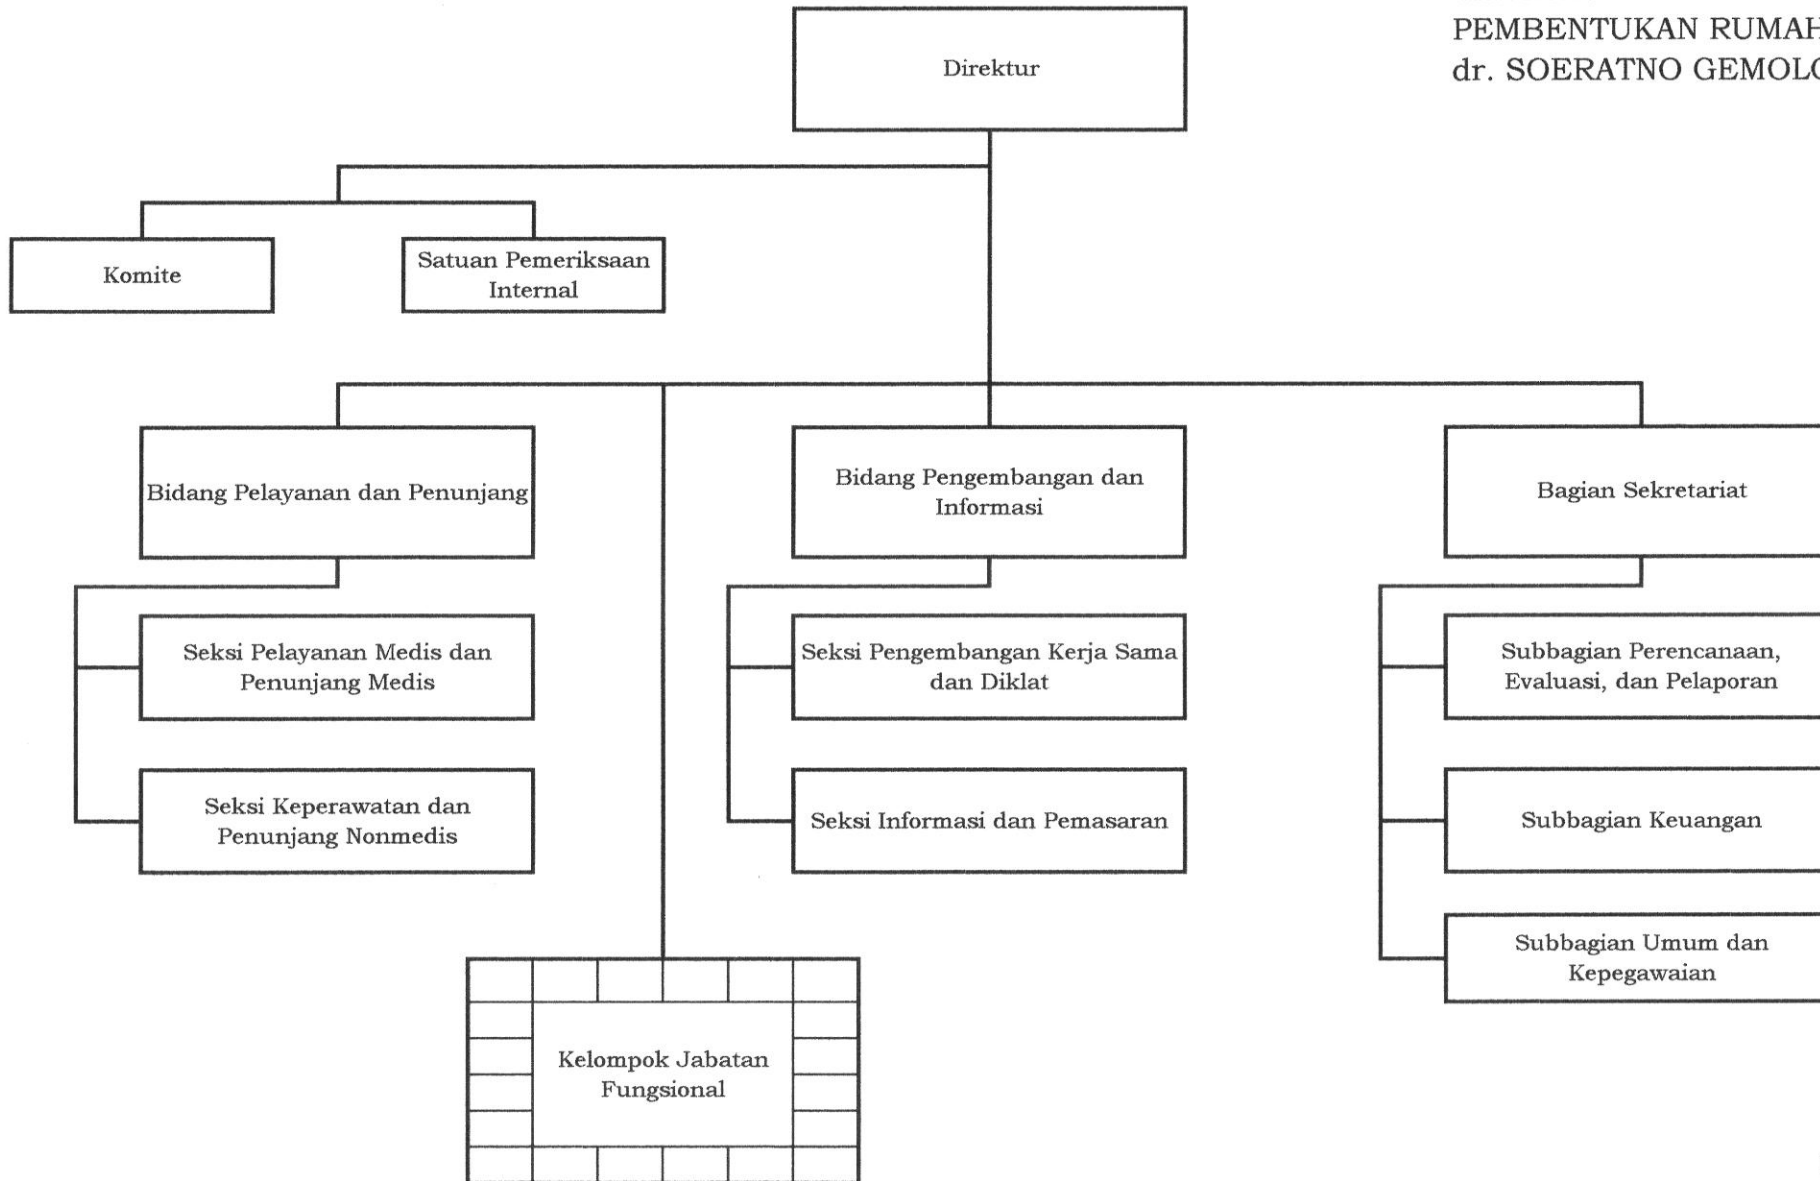 PEMBENTUKAN RUMAH
dr. SOERATNO GEMOLO
Direktur
Komite
Satuan Pemeriksaan
Internal
Bidang Pelayanan dan Penunjang
Bidang Pengembangan dan
Informasi
Bagian Sekretariat
Seksi Pelayanan Medis dan
Penunjang Medis
Seksi Pengembangan Kerja Sama
dan Diklat
Subbagian Perencanaan,
Evaluasi, dan Pelaporan
Seksi Keperawatan dan
Penunjang Nonmedis
Seksi Informasi dan Pemasaran
Subbagian Keuangan
Subbagian Umum dan
Kepegawaian
Kelompok Jabatan
Fungsional